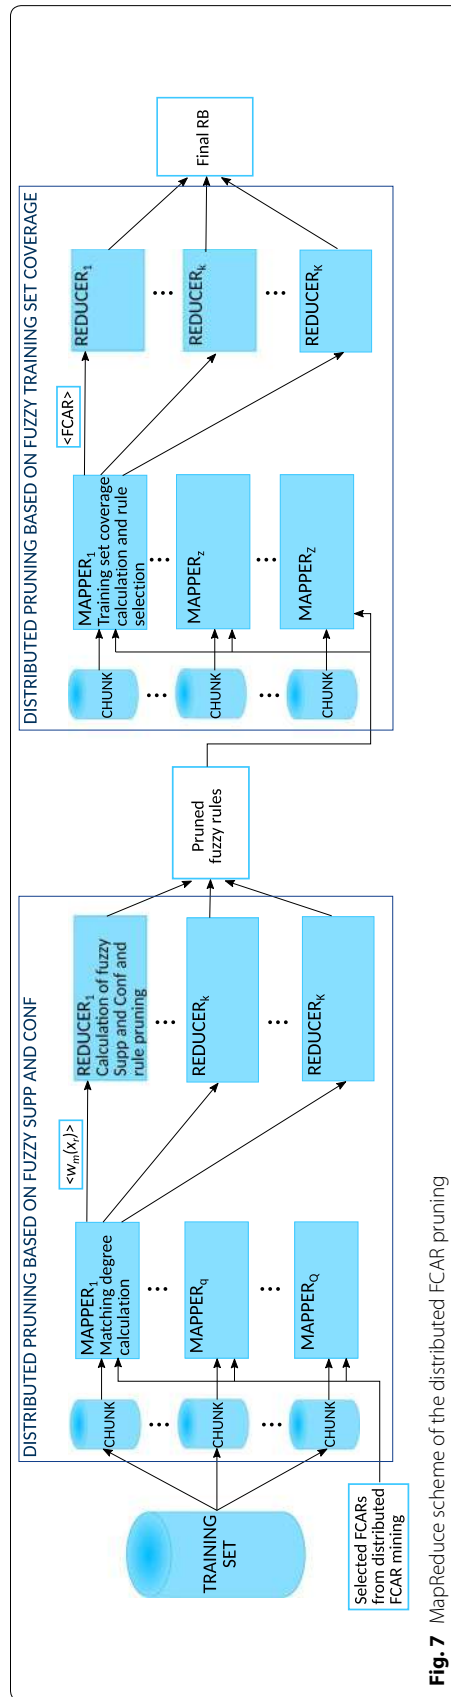 DISTRIBUTED PRUNING BASED ON FUZZY SUPP AND CONF
TRAINING
SET
Selected FCARs
from distributed
FCAR mining
CHUNK
...
CHUNK
...
CHUNK
MAPPER1
Matching degree
calculation
...
MAPPERq
...
MAPPERQ
<wm(xr)>
REDUCER1
Calculation of fuzzy
Supp and Conf and
rule pruning
...
REDUCERk
...
REDUCERK
Pruned
fuzzy rules
DISTRIBUTED PRUNING BASED ON FUZZY TRAINING SET COVERAGE
CHUNK
...
CHUNK
...
CHUNK
MAPPER1
Training set coverage
calculation and rule
selection
...
MAPPERz
...
MAPPERZ
<FCAR>
REDUCER1
...
REDUCERk
...
REDUCERK
Final RB
Fig. 7 MapReduce scheme of the distributed FCAR pruning